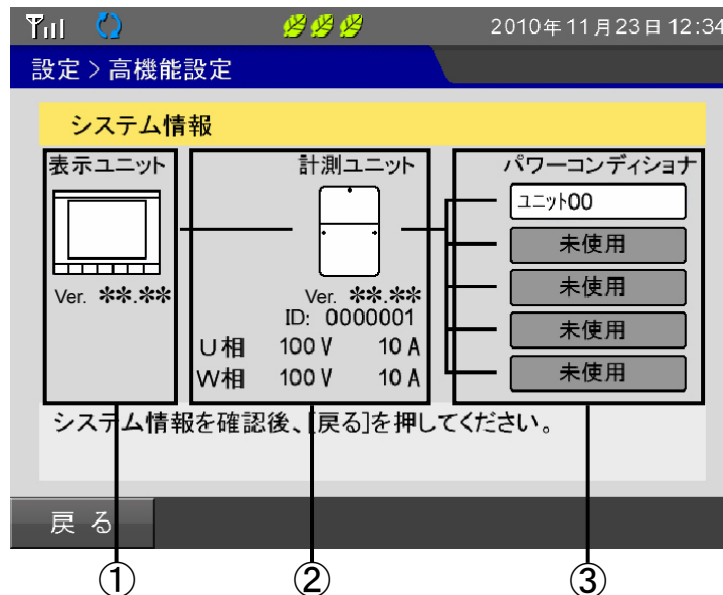 2010年11月23日 12:34
設定 > 高機能設定
システム情報
表示ユニット
計測ユニット
パワーコンディショナ
ユニット00
未使用
未使用
未使用
未使用
Ver. **.**
Ver. **.**
ID: 0000001
U相 100 V 10 A
W相 100 V 10 A
システム情報を確認後、[戻る]を押してください。
戻る
① ② ③